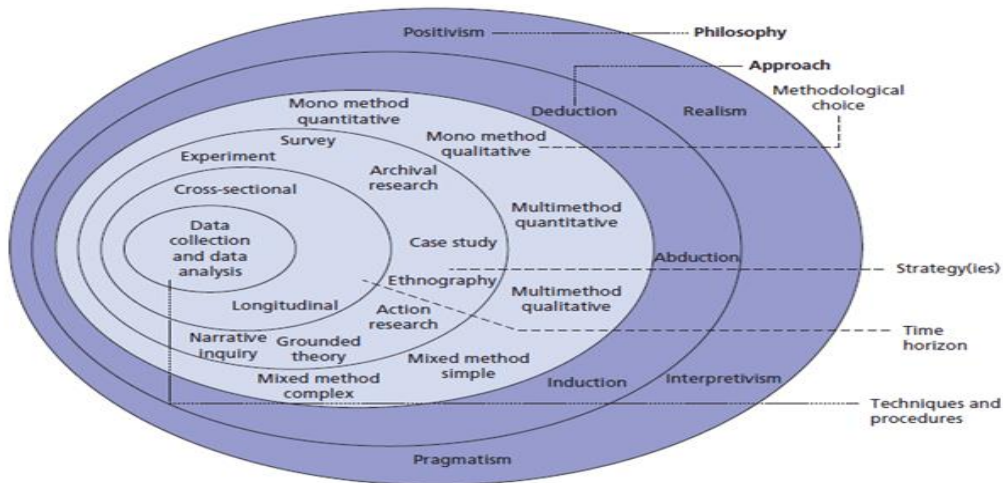 Positivism
Philosophy
Approach
Methodological
choice
Mono method
quantitative
Deduction
Realism
Survey
Mono method
qualitative
Experiment
Archival
research
Cross-sectional
Multimethod
quantitative
Data
collection
and data
analysis
Case study
Abduction
Strategy(ies)
Ethnography
Multimethod
qualitative
Longitudinal
Action
research
Time
horizon
Narrative
inquiry
Grounded
theory
Mixed method
simple
Mixed method
complex
Induction
Interpretivism
Techniques and
procedures
Pragmatism